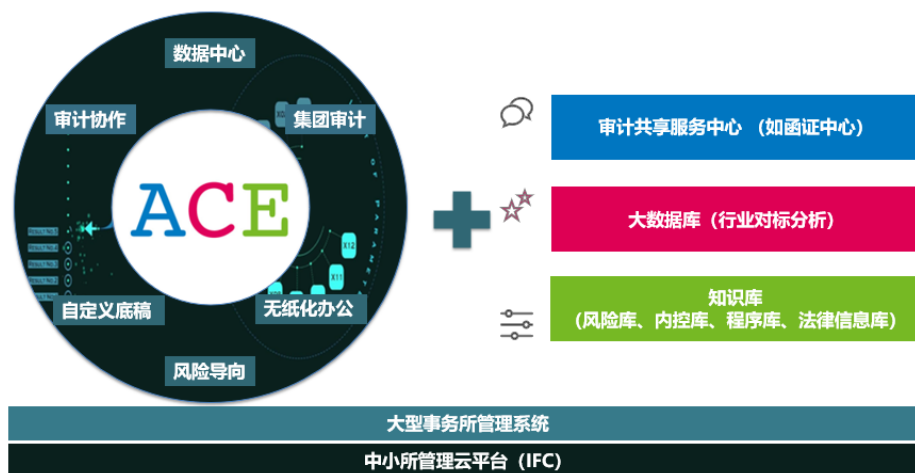 数据中心
审计协作
集团审计
ACE
自定义底稿
无纸化办公
风险导向
X12
X11
审计共享服务中心 （如函证中心）
大数据库（行业对标分析）
知识库
（风险库、内控库、程序库、法律信息库）
大型事务所管理系统
中小所管理云平台（IFC）